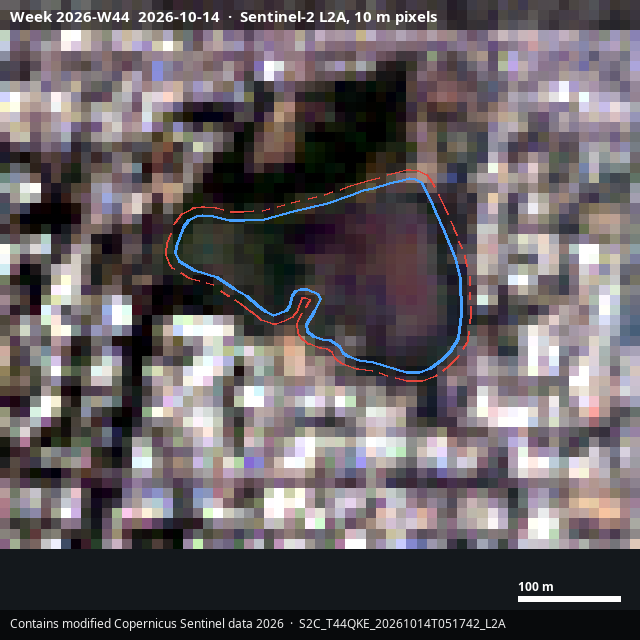 Week 2026-W44  2026-10-14  ·  Sentinel-2 L2A, 10 m pixels
100 m
Contains modified Copernicus Sentinel data 2026  ·  S2C_T44QKE_20261014T051742_L2A